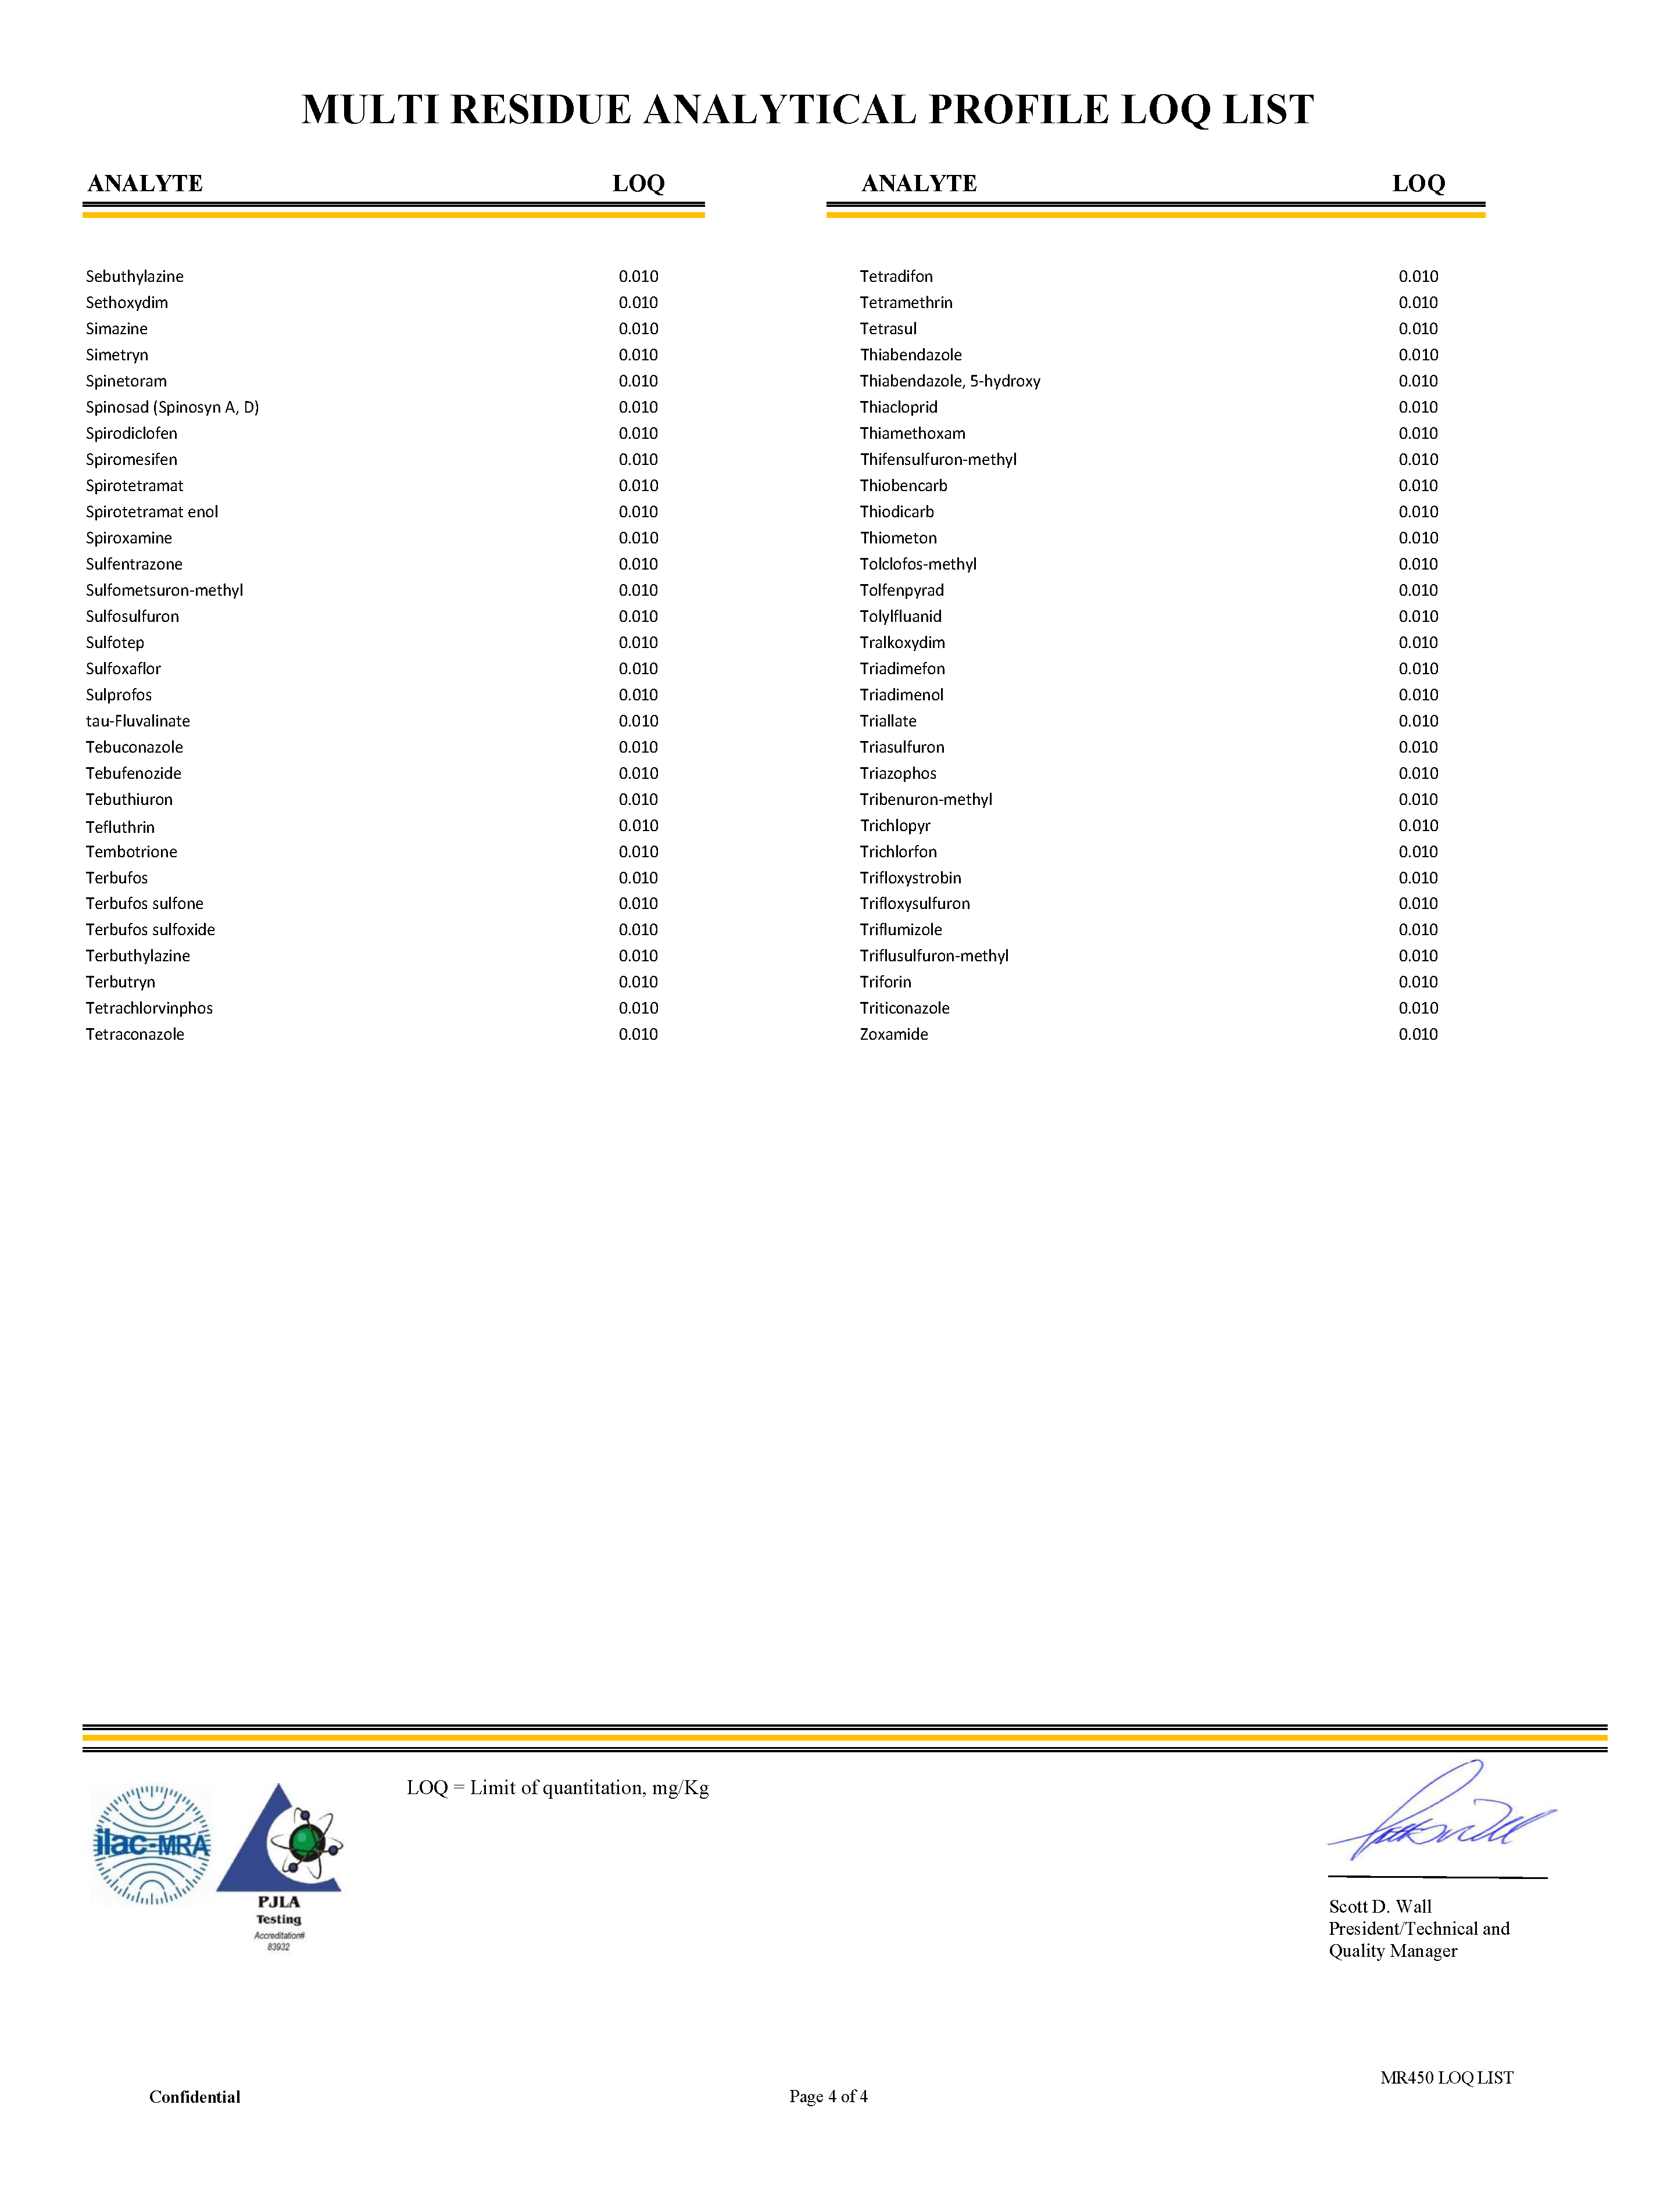 MULTI RESIDUE ANALYTICAL PROFILE LOQ LIST
ANALYTE LOQ ANALYTE LOQ
Sebuthylazine 0.010 Tetradifon 0.010
Sethoxydim 0.010 Tetramethrin 0.010
Simazine 0.010 Tetrasul 0.010
Simetryn 0.010 Thiabendazole 0.010
Spinetoram 0.010 Thiabendazole, 5-hydroxy 0.010
Spinosad (Spinosyn A, D) 0.010 Thiacloprid 0.010
Spirodiclofen 0.010 Thiamethoxam 0.010
Spiromesifen 0.010 Thifensulfuron-methyl 0.010
Spirotetramat 0.010 Thiobencarb 0.010
Spirotetramat enol 0.010 Thiodicarb 0.010
Spiroxamine 0.010 Thiometon 0.010
Sulfentrazone 0.010 Tolclofos-methyl 0.010
Sulfometsuron-methyl 0.010 Tolfenpyrad 0.010
Sulfosulfuron 0.010 Tolylfluanid 0.010
Sulfotep 0.010 Tralkoxydim 0.010
Sulfoxaflor 0.010 Triadimefon 0.010
Sulprofos 0.010 Triadimenol 0.010
tau-Fluvalinate 0.010 Triallate 0.010
Tebuconazole 0.010 Triasulfuron 0.010
Tebufenozide 0.010 Triazophos 0.010
Tebuthiuron 0.010 Tribenuron-methyl 0.010
Tefluthrin 0.010 Trichlopyr 0.010
Tembotrione 0.010 Trichlorfon 0.010
Terbufos 0.010 Trifloxystrobin 0.010
Terbufos sulfone 0.010 Trifloxysulfuron 0.010
Terbufos sulfoxide 0.010 Triflumizole 0.010
Terbuthylazine 0.010 Triflusulfuron-methyl 0.010
Terbutryn 0.010 Triforin 0.010
Tetrachlorvinphos 0.010 Triticonazole 0.010
Tetraconazole 0.010 Zoxamide 0.010
LOQ = Limit of quantitation, mg/Kg
ilac-MRA
PJLA
Testing
Accreditation#
83932
Scott D. Wall
President/Technical and
Quality Manager
MR450 LOQ LIST
Confidential Page 4 of 4